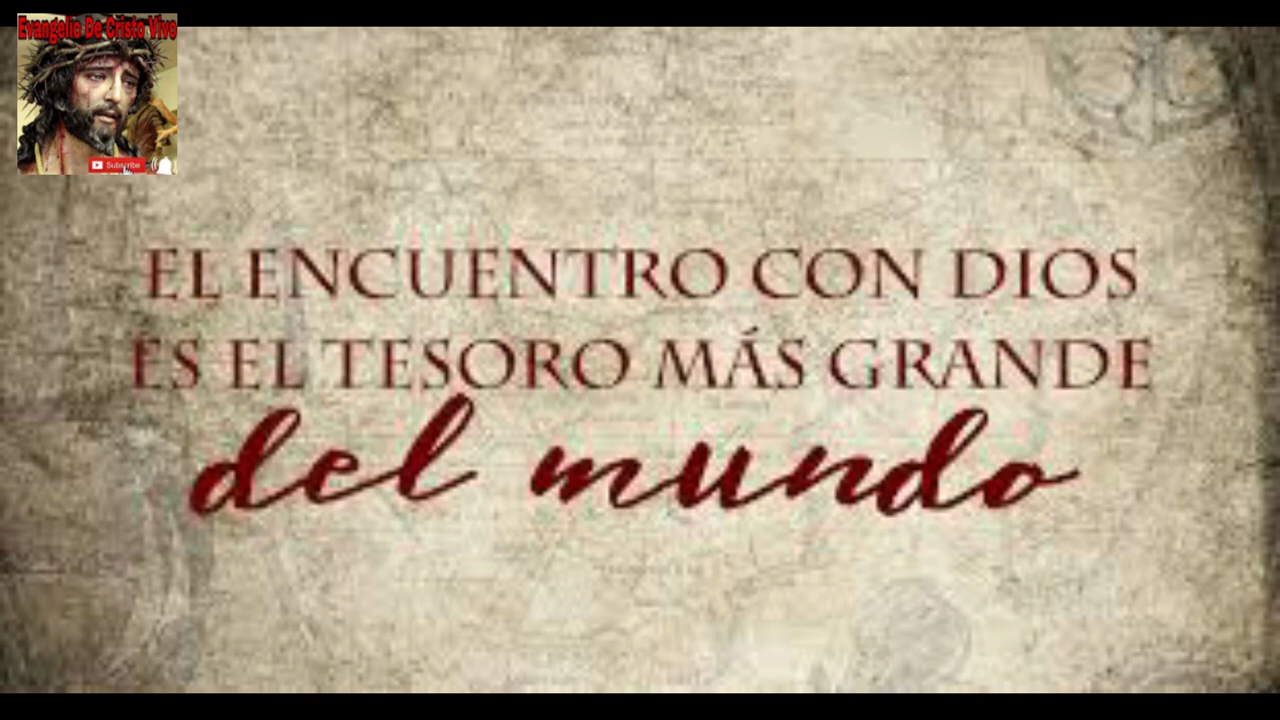 Evangelio De Cristo Vivo
Subscribe
EL ENCUENTRO CON DIOS
ES EL TESORO MÁS GRANDE
del mundo